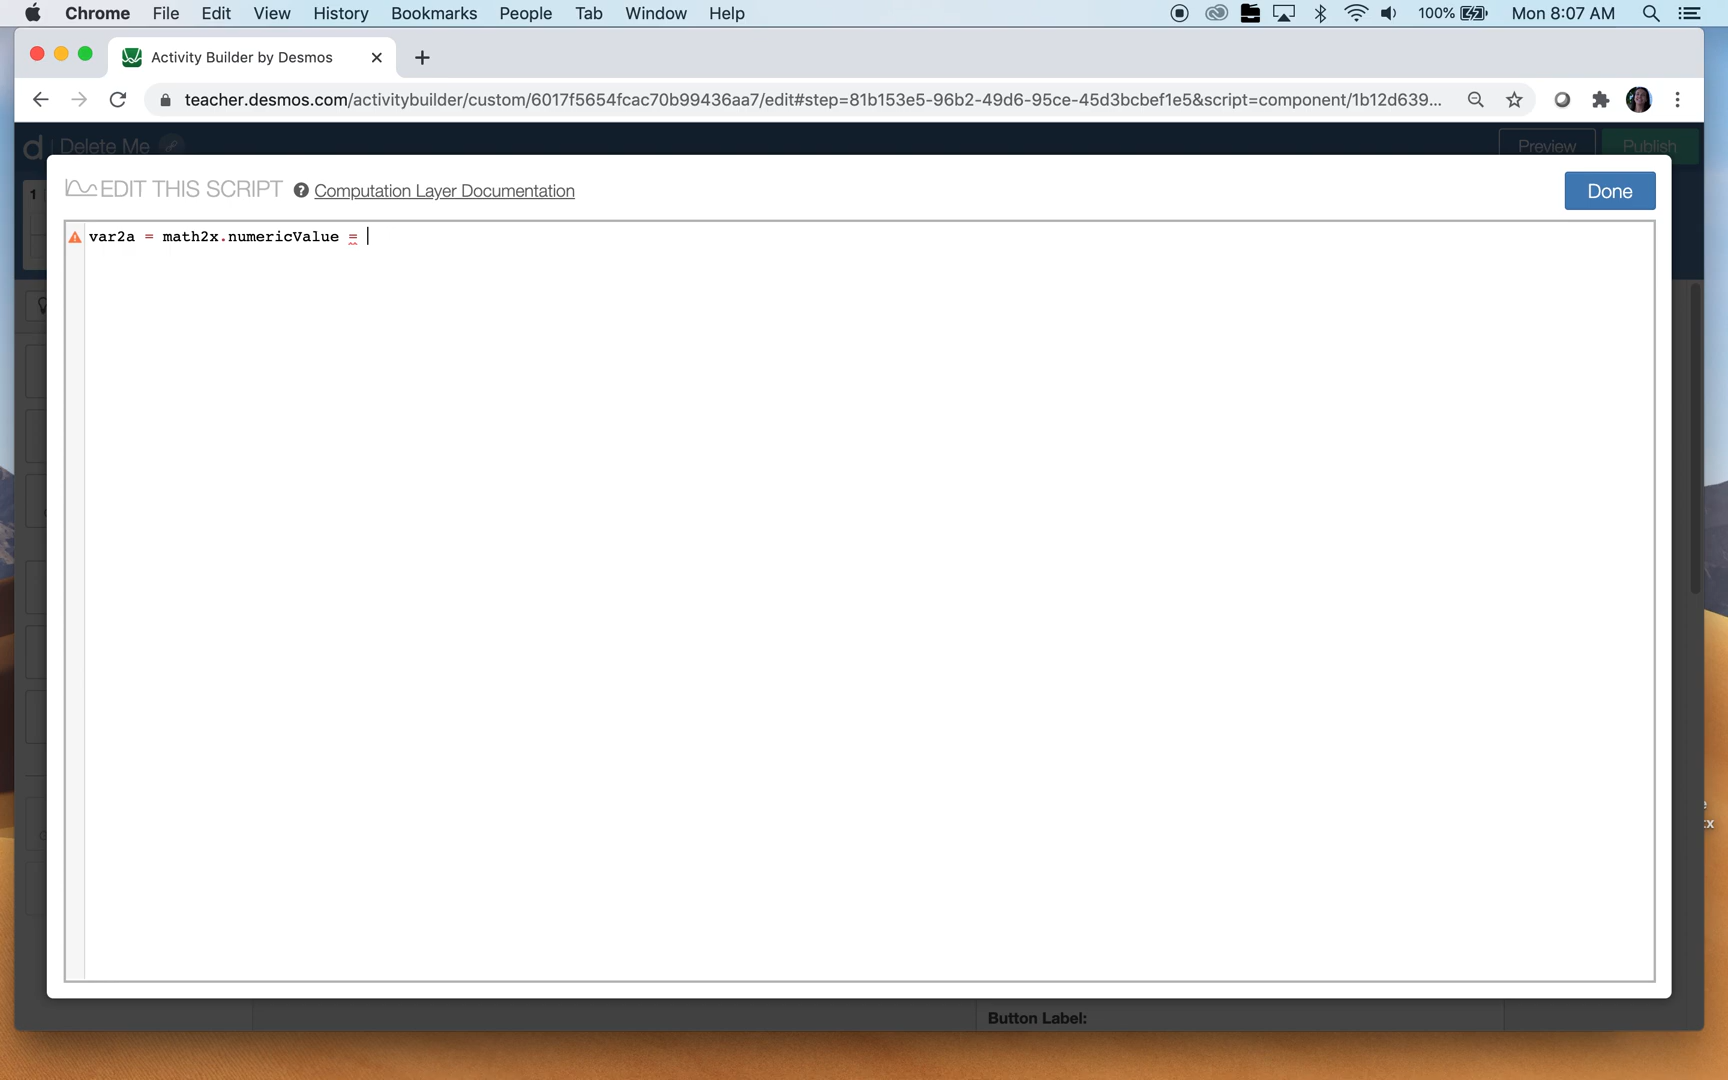 Chrome File Edit View History Bookmarks People Tab Window Help 100% Mon 8:07 AM
Activity Builder by Desmos
teacher.desmos.com/activitybuilder/custom/6017f5654fcac70b99436aa7/edit#step=81b153e5-96b2-49d6-95ce-45d3bcbef1e5&script=component/1b12d639...
d | Delete Me Preview Publish
1
EDIT THIS SCRIPT Computation Layer Documentation Done
var2a = math2x.numericValue =
Button Label: